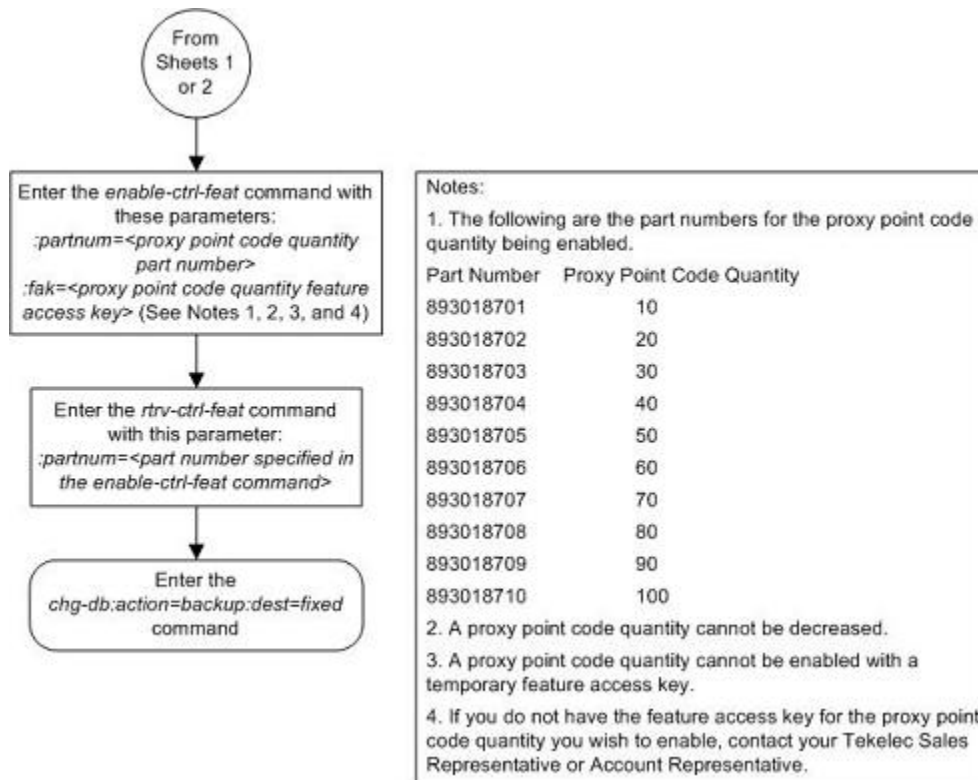 From
Sheets 1
or 2
Enter the enable-ctrl-feat command with
these parameters:
:partnum=<proxy point code quantity
part number>
:fak=<proxy point code quantity feature
access key> (See Notes 1, 2, 3, and 4)
Enter the rtrv-ctrl-feat command
with this parameter:
:partnum=<part number specified in
the enable-ctrl-feat command>
Enter the
chg-db:action=backup:dest=fixed
command
Notes:
1. The following are the part numbers for the proxy point code
quantity being enabled.
Part Number Proxy Point Code Quantity
893018701 10
893018702 20
893018703 30
893018704 40
893018705 50
893018706 60
893018707 70
893018708 80
893018709 90
893018710 100
2. A proxy point code quantity cannot be decreased.
3. A proxy point code quantity cannot be enabled with a
temporary feature access key.
4. If you do not have the feature access key for the proxy point
code quantity you wish to enable, contact your Tekelec Sales
Representative or Account Representative.